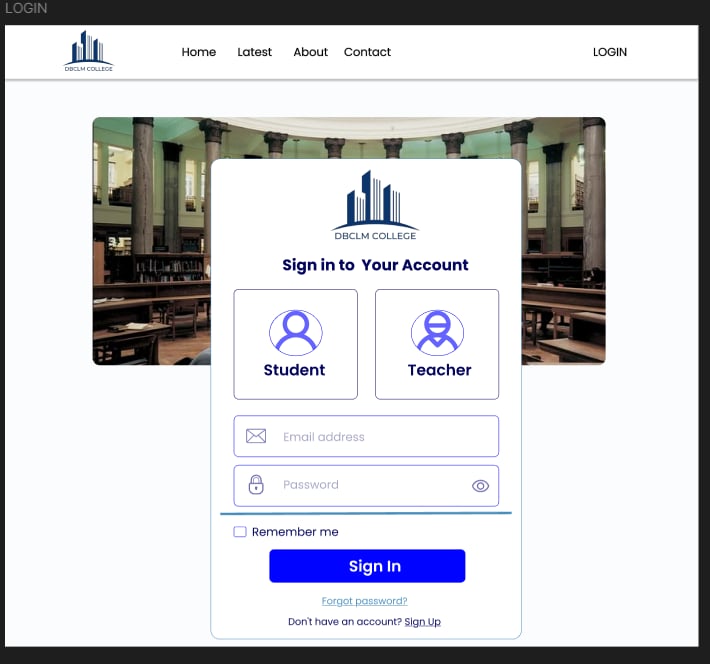 LOGIN
DBCLM COLLEGE
Home Latest About Contact LOGIN
DBCLM COLLEGE
Sign in to Your Account
Student Teacher
Email address
Password
Remember me
Sign In
Forgot password?
Don't have an account? Sign Up